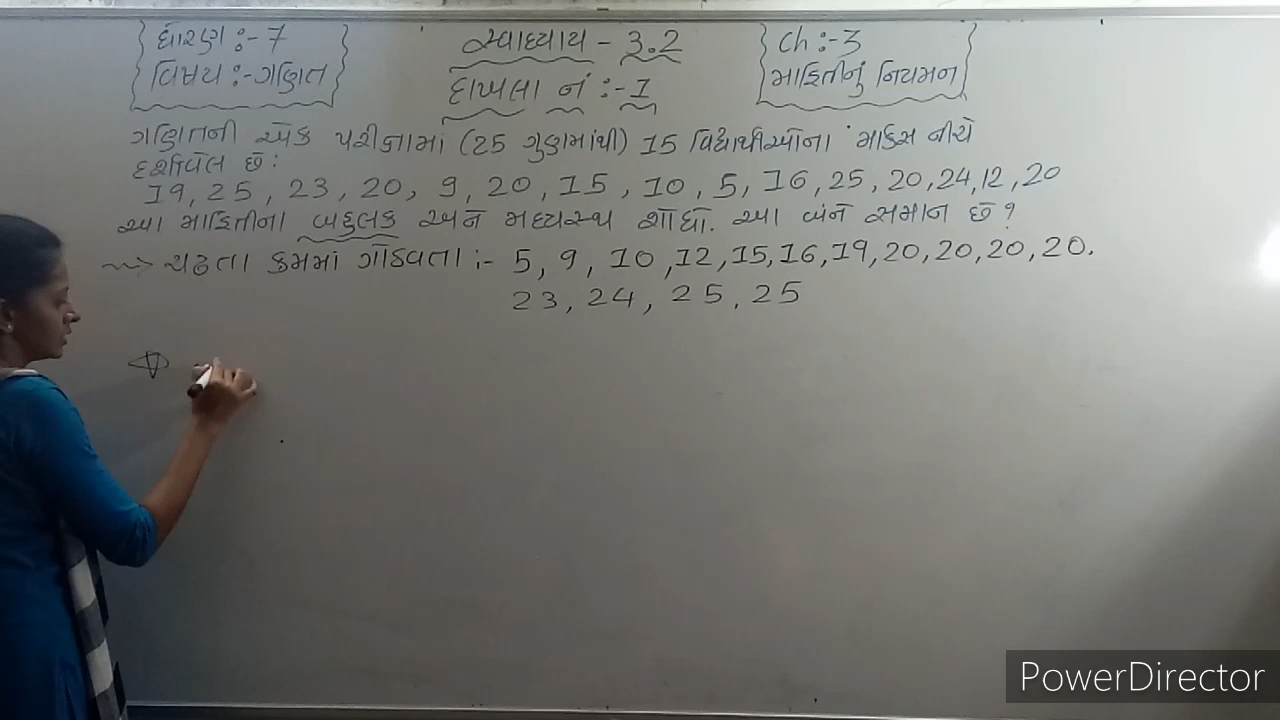 ધોરણ :- 7
વિષય :- ગણિત
સ્વાધ્યાય - 3.2
દાખલા નં :- 1
Ch :- 3
માહિતીનું નિયમન
ગણિતની એક પરીક્ષામાં (25 ગુણમાંથી) 15 વિદ્યાર્થીઓના માર્કસ નીચે
દર્શાવેલ છે :
19, 25, 23, 20, 9, 20, 15, 10, 5, 16, 25, 20, 24, 12, 20
આ માહિતીના બહુલક અને મધ્યસ્થ શોધો. આ બંને સમાન છે ?
~~> ચઢતા ક્રમમાં ગોઠવતા :- 5, 9, 10, 12, 15, 16, 19, 20, 20, 20, 20.
23, 24, 25, 25
PowerDirector